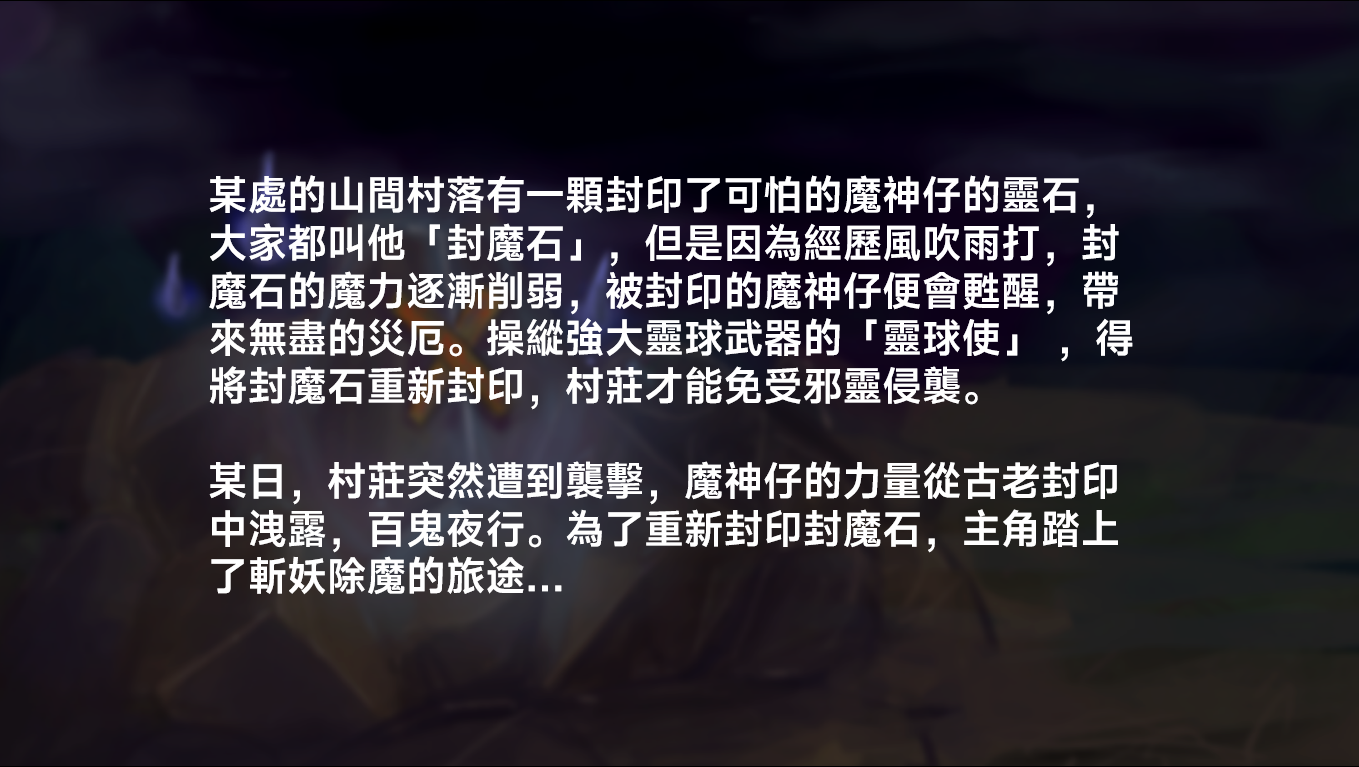 某處的山間村落有一顆封印了可怕的魔神仔的靈石，
大家都叫他「封魔石」，但是因為經歷風吹雨打，封
魔石的魔力逐漸削弱，被封印的魔神仔便會甦醒，帶
來無盡的災厄。操縱強大靈球武器的「靈球使」 ，得
將封魔石重新封印，村莊才能免受邪靈侵襲。
某日，村莊突然遭到襲擊，魔神仔的力量從古老封印
中洩露，百鬼夜行。為了重新封印封魔石，主角踏上
了斬妖除魔的旅途...